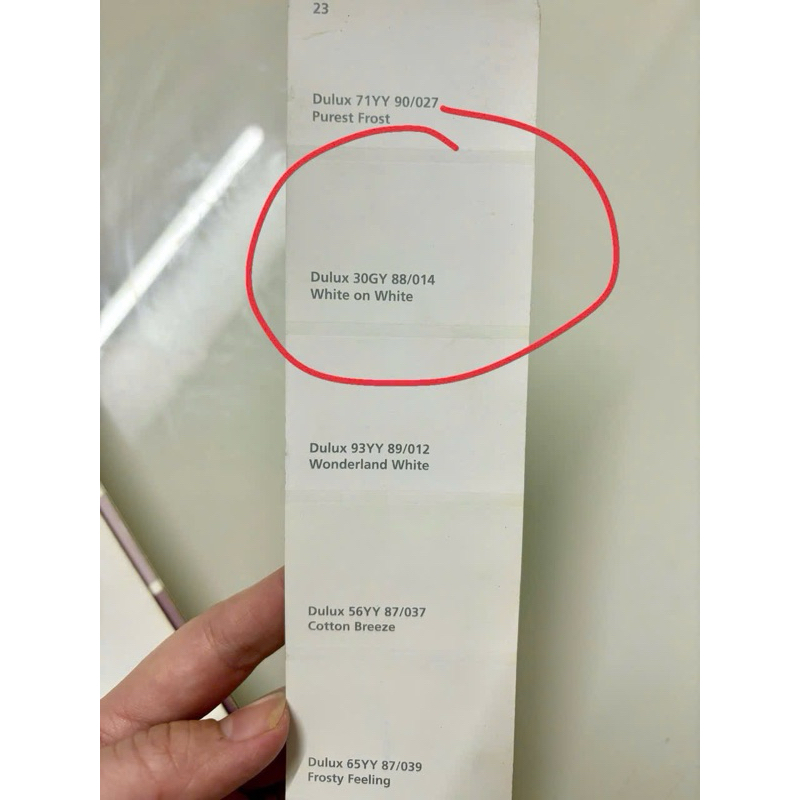 23
Dulux 71YY 90/027
Purest Frost
Dulux 30GY 88/014
White on White
Dulux 93YY 89/012
Wonderland White
Dulux 56YY 87/037
Cotton Breeze
Dulux 65YY 87/039
Frosty Feeling